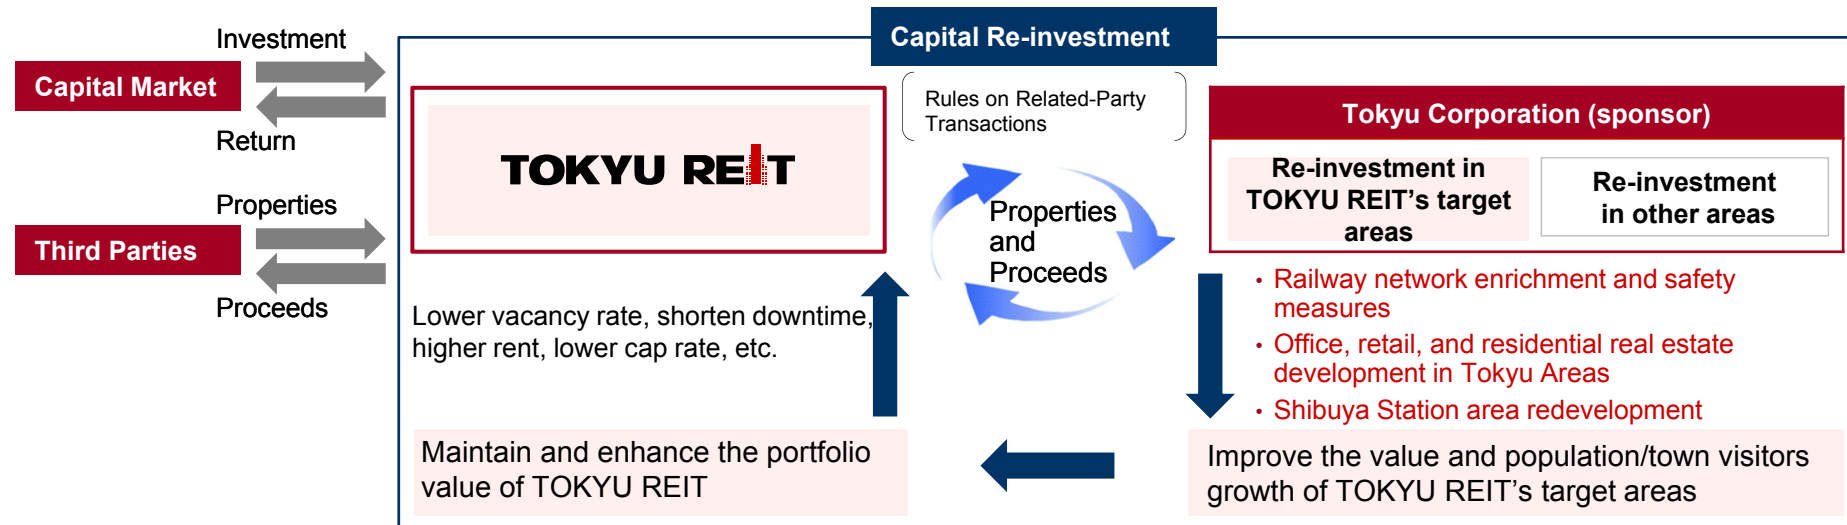 Capital Re-investment
Investment
Capital Market
Return
Properties
Third Parties
Proceeds
TOKYU REIT
Rules on Related-Party
Transactions
Properties
and
Proceeds
Tokyu Corporation (sponsor)
Re-investment in
TOKYU REIT's target
areas
Re-investment
in other areas
• Railway network enrichment and safety
measures
• Office, retail, and residential real estate
development in Tokyu Areas
• Shibuya Station area redevelopment
Improve the value and population/town visitors
growth of TOKYU REIT's target areas
Maintain and enhance the portfolio
value of TOKYU REIT
Lower vacancy rate, shorten downtime,
higher rent, lower cap rate, etc.